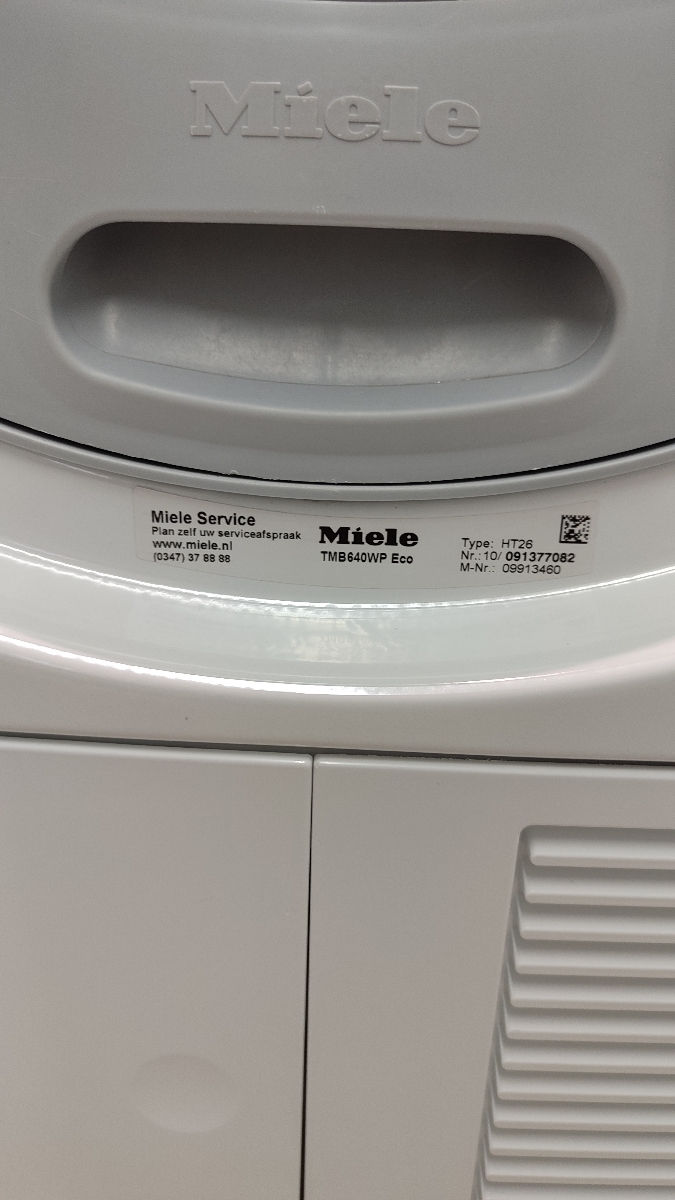 Miele
Miele Service
Plan zelf uw serviceafspraak
www.miele.nl
(0347) 37 88 88
Miele
TMB640WP Eco
Type: HT26
Nr.: 10/ 091377082
M-Nr.: 09913460